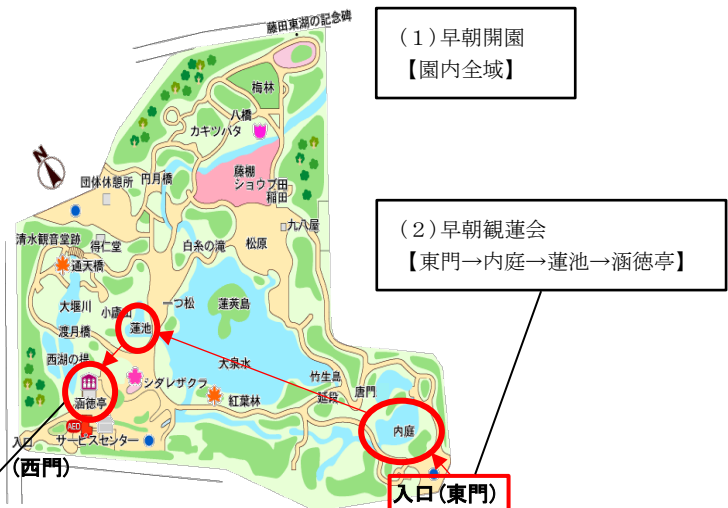 藤田東湖の記念碑
(1)早朝開園
【園内全域】
梅林
八橋
カキツバタ
N
藤棚
ショウブ田
稲田
団体休憩所
円月橋
九八屋
清水観音堂跡
得仁堂
白糸の滝
松原
通天橋
(2)早朝観蓮会
【東門→内庭→蓮池→涵徳亭】
大堰川
小廬山
一つ松
蓬莱島
渡月橋
蓮池
西湖の堤
大泉水
竹生島
唐門
シダレザクラ
延段
涵徳亭
紅葉林
内庭
AED
入口
サービスセンター
(西門)
入口(東門)